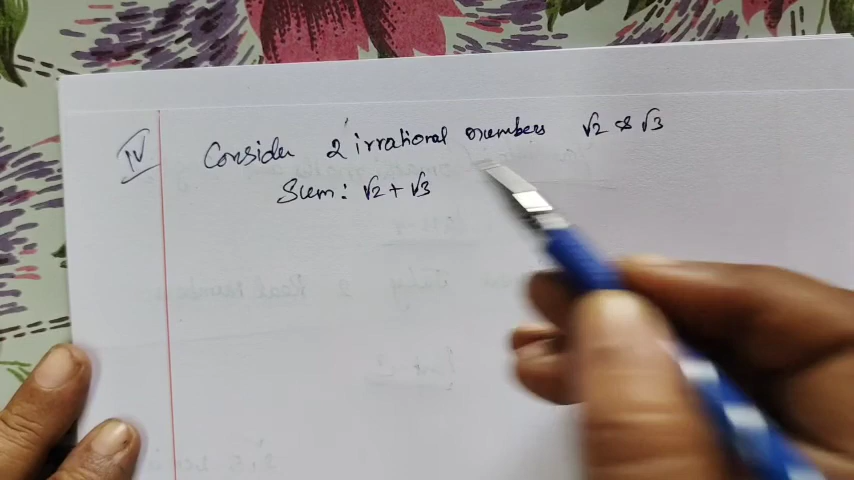 IV
Consider 2 irrational numbers √2 & √3
Sum: √2 + √3